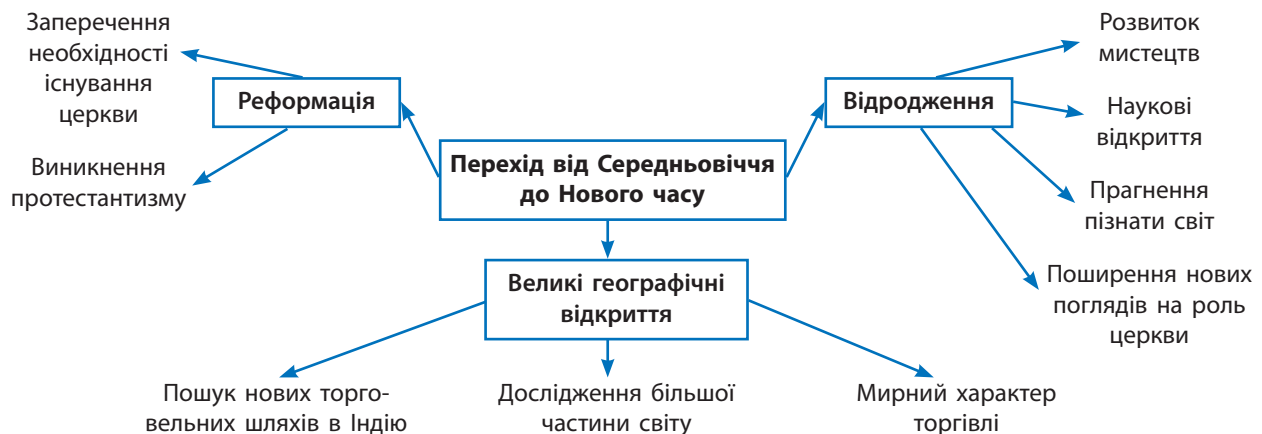 Заперечення
необхідності
існування
церкви
Реформація
Виникнення
протестантизму
Перехід від Середньовіччя
до Нового часу
Відродження
Розвиток
мистецтв
Наукові
відкриття
Прагнення
пізнати світ
Поширення нових
поглядів на роль
церкви
Великі географічні
відкриття
Пошук нових торго-
вельних шляхів в Індію
Дослідження більшої
частини світу
Мирний характер
торгівлі